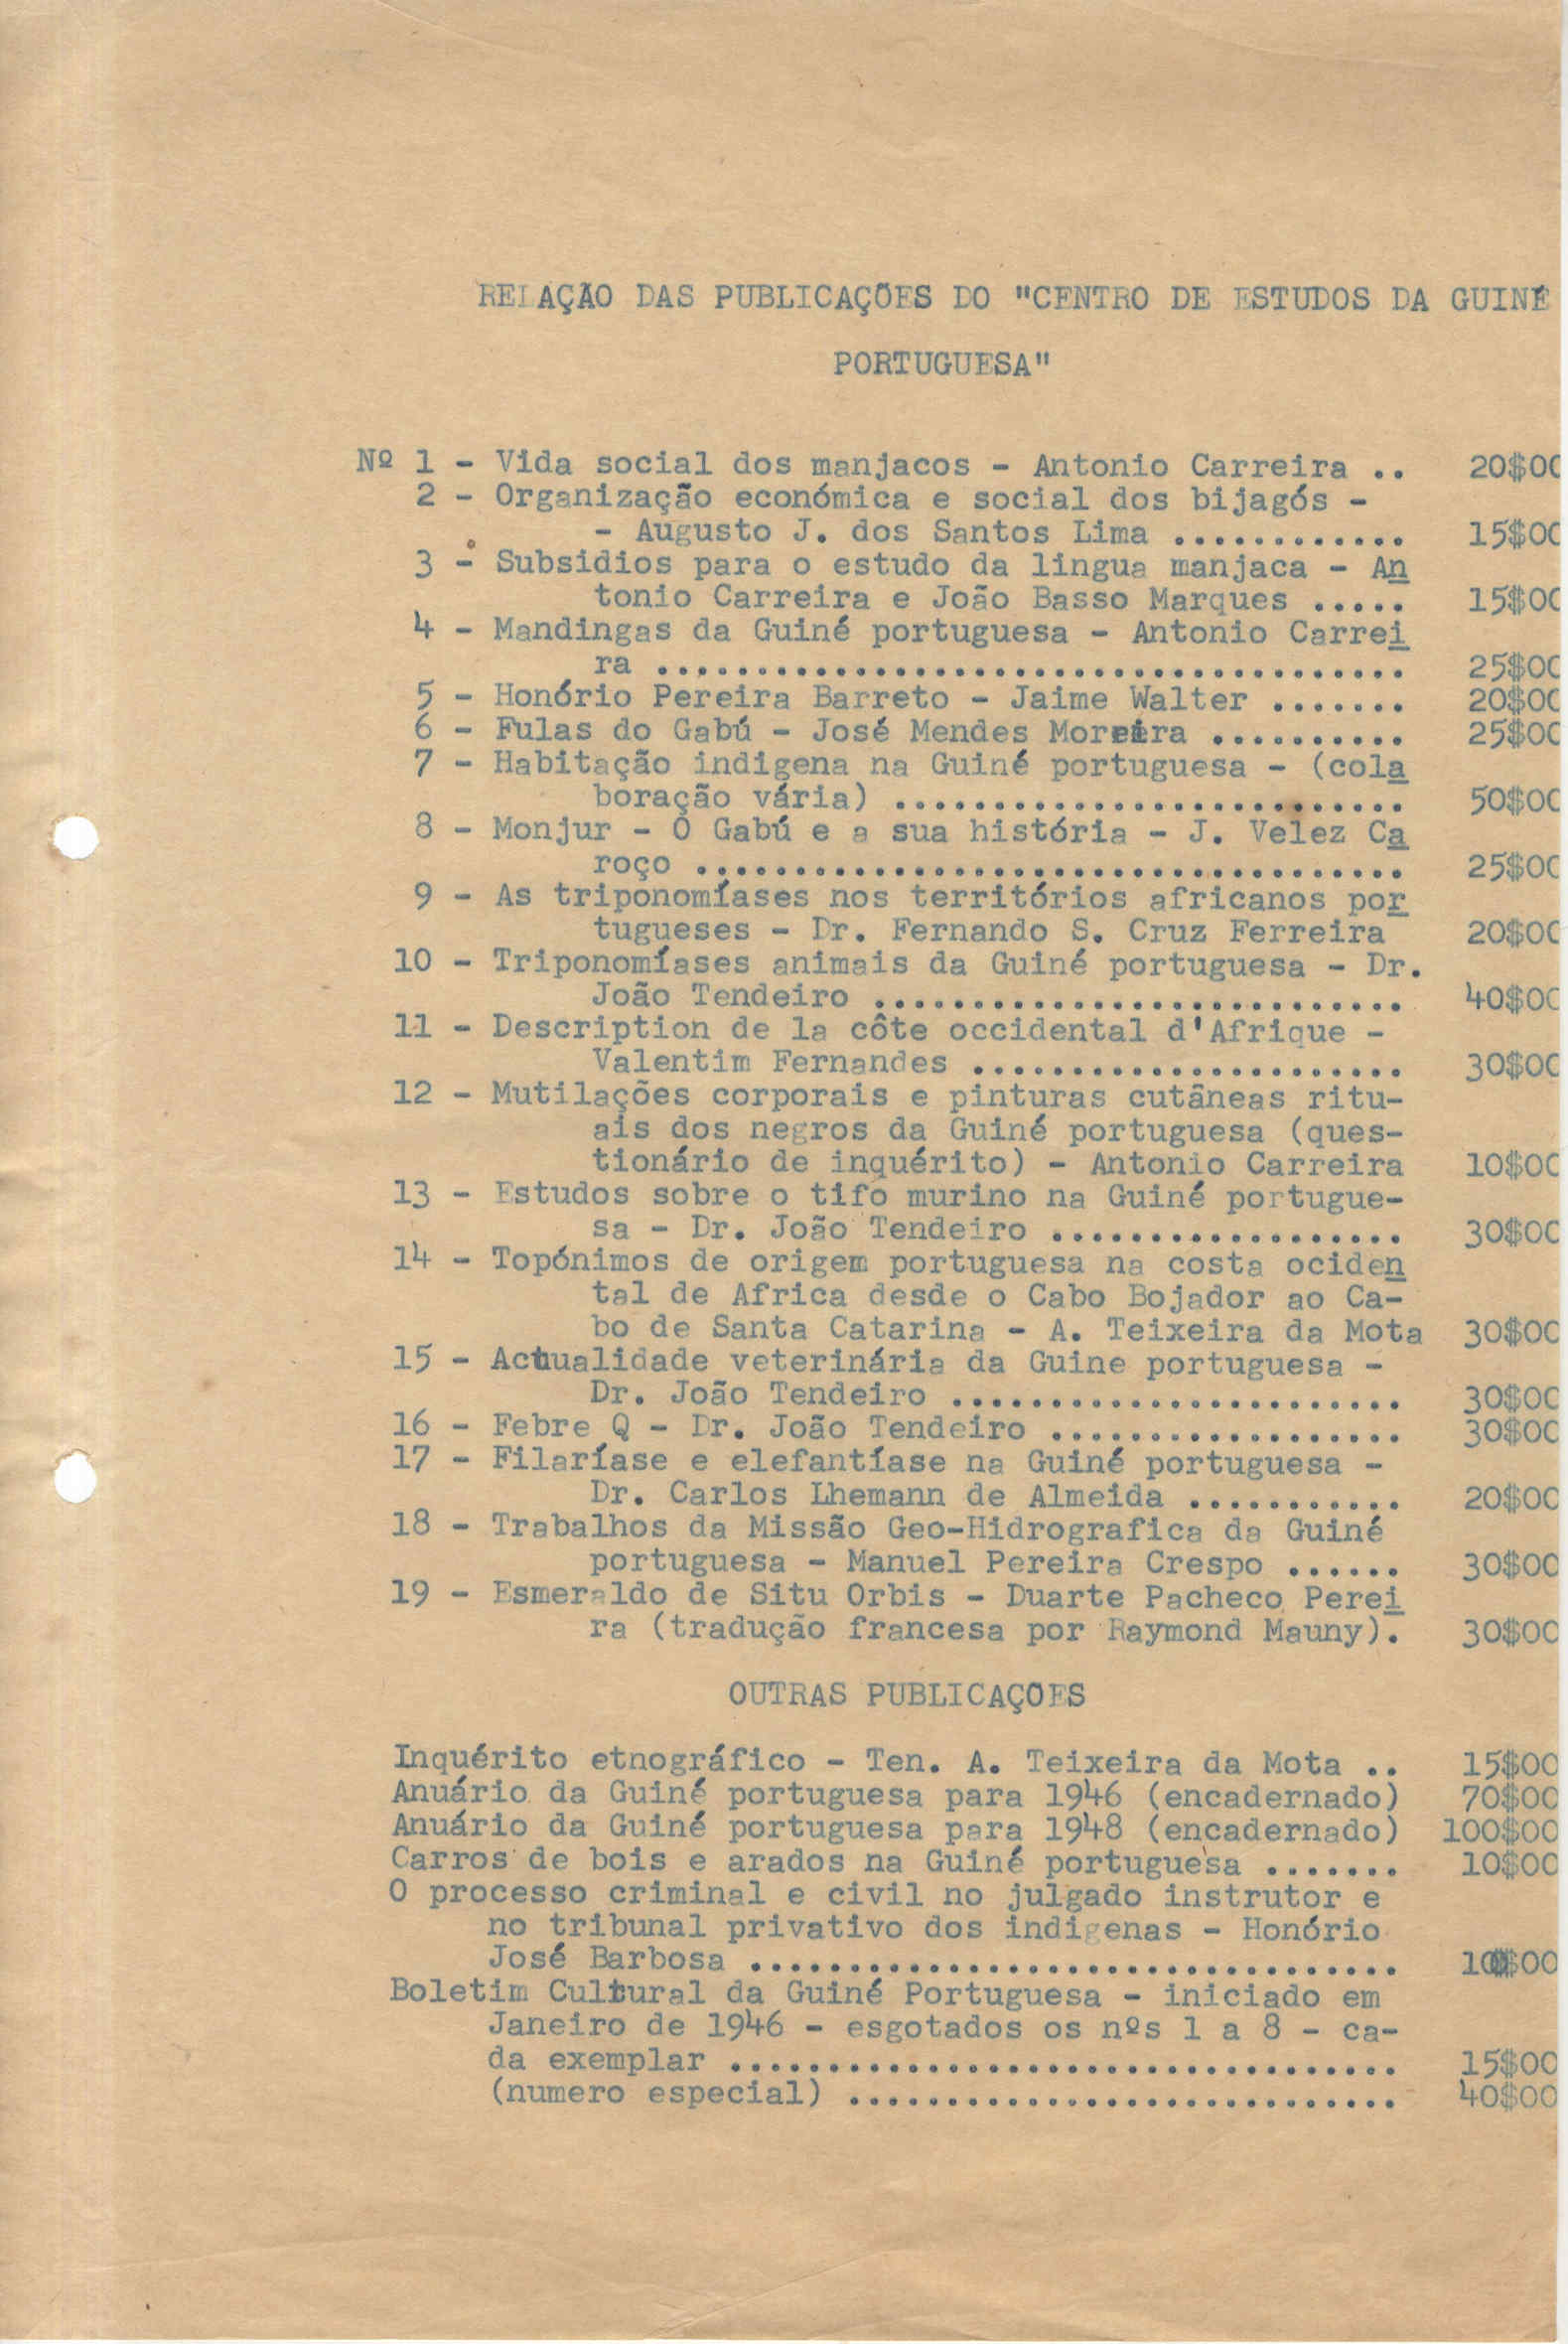 RELAÇÃO DAS PUBLICAÇÕES DO "CENTRO DE ESTUDOS DA GUINÉ
PORTUGUESA"
Nº 1 - Vida social dos manjacos - Antonio Carreira .. 20$00
2 - Organização económica e social dos bijagós -
- Augusto J. dos Santos Lima ............ 15$00
3 - Subsidios para o estudo da lingua manjaca - An
tonio Carreira e João Basso Marques ..... 15$00
4 - Mandingas da Guiné portuguesa - Antonio Carrei
ra ...................................... 25$00
5 - Honório Pereira Barreto - Jaime Walter ....... 20$00
6 - Fulas do Gabú - José Mendes Moreira .......... 25$00
7 - Habitação indigena na Guiné portuguesa - (cola
boração vária) .......................... 50$00
8 - Monjur - O Gabú e a sua história - J. Velez Ca
roço .................................... 25$00
9 - As triponomíases nos territórios africanos por
tugueses - Dr. Fernando S. Cruz Ferreira 20$00
10 - Triponomíases animais da Guiné portuguesa - Dr.
João Tendeiro ........................... 40$00
11 - Description de la côte occidental d'Afrique -
Valentim Fernandes ...................... 30$00
12 - Mutilações corporais e pinturas cutâneas ritu-
ais dos negros da Guiné portuguesa (ques-
tionário de inquérito) - Antonio Carreira 10$00
13 - Estudos sobre o tifo murino na Guiné portugue-
sa - Dr. João Tendeiro .................. 30$00
14 - Topónimos de origem portuguesa na costa ociden
tal de Africa desde o Cabo Bojador ao Ca-
bo de Santa Catarina - A. Teixeira da Mota 30$00
15 - Actualidade veterinária da Guine portuguesa -
Dr. João Tendeiro ....................... 30$00
16 - Febre Q - Dr. João Tendeiro .................. 30$00
17 - Filaríase e elefantíase na Guiné portuguesa -
Dr. Carlos Lhemann de Almeida ........... 20$00
18 - Trabalhos da Missão Geo-Hidrografica da Guiné
portuguesa - Manuel Pereira Crespo ...... 30$00
19 - Esmeraldo de Situ Orbis - Duarte Pacheco Perei
ra (tradução francesa por Raymond Mauny). 30$00
OUTRAS PUBLICAÇOES
Inquérito etnográfico - Ten. A. Teixeira da Mota .. 15$00
Anuário da Guiné portuguesa para 1946 (encadernado) 70$00
Anuário da Guiné portuguesa para 1948 (encadernado) 100$00
Carros de bois e arados na Guiné portuguesa ....... 10$00
O processo criminal e civil no julgado instrutor e
no tribunal privativo dos indigenas - Honório
José Barbosa ................................. 10$00
Boletim Cultural da Guiné Portuguesa - iniciado em
Janeiro de 1946 - esgotados os nºs 1 a 8 - ca-
da exemplar .................................. 15$00
(numero especial) ............................ 40$00